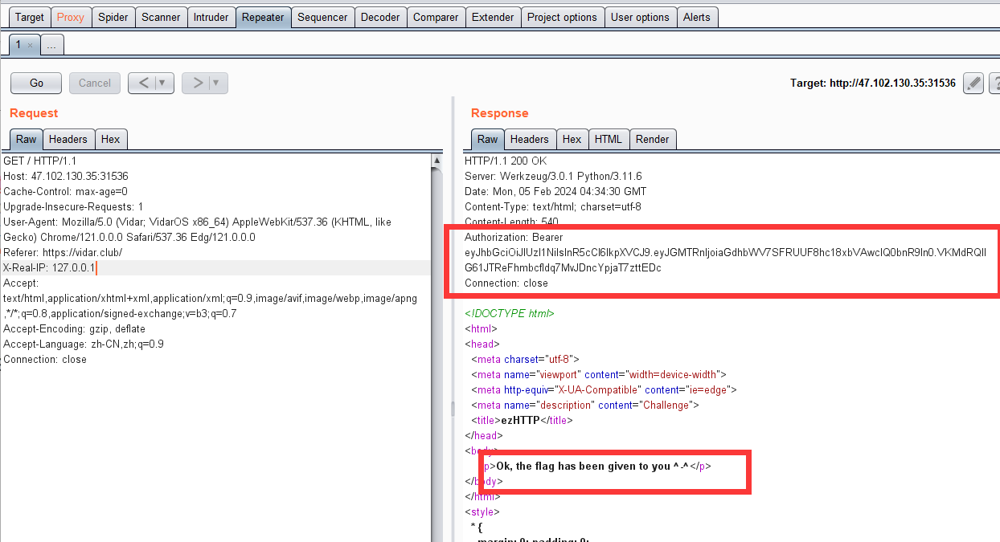 Target Proxy Spider Scanner Intruder Repeater Sequencer Decoder Comparer Extender Project options User options Alerts
1 × ...
Go Cancel < ▼ > ▼ Target: http://47.102.130.35:31536 ?
Request
Raw Headers Hex
GET / HTTP/1.1
Host: 47.102.130.35:31536
Cache-Control: max-age=0
Upgrade-Insecure-Requests: 1
User-Agent: Mozilla/5.0 (Vidar; VidarOS x86_64) AppleWebKit/537.36 (KHTML, like
Gecko) Chrome/121.0.0.0 Safari/537.36 Edg/121.0.0.0
Referer: https://vidar.club/
X-Real-IP: 127.0.0.1
Accept:
text/html,application/xhtml+xml,application/xml;q=0.9,image/avif,image/webp,image/apng
,*/*;q=0.8,application/signed-exchange;v=b3;q=0.7
Accept-Encoding: gzip, deflate
Accept-Language: zh-CN,zh;q=0.9
Connection: close
Response
Raw Headers Hex HTML Render
HTTP/1.1 200 OK
Server: Werkzeug/3.0.1 Python/3.11.6
Date: Mon, 05 Feb 2024 04:34:30 GMT
Content-Type: text/html; charset=utf-8
Content-Length: 540
Authorization: Bearer
eyJhbGciOiJIUzI1NiIsInR5cCI6IkpXVCJ9.eyJGMTRnIjoiaGdhbWV7SFRUUF8hc18xbVAwclQ0bnR9In0.VKMdRQllG61JTReFhmbcfIdq7MvJDncYpjaT7zttEDc
Connection: close
<!DOCTYPE html>
<html>
<head>
<meta charset="utf-8">
<meta name="viewport" content="width=device-width">
<meta http-equiv="X-UA-Compatible" content="ie=edge">
<meta name="description" content="Challenge">
<title>ezHTTP</title>
</head>
<body>
p>Ok, the flag has been given to you ^-^</p>
</body>
</html>
<style>
* {
margin: 0; padding: 0;